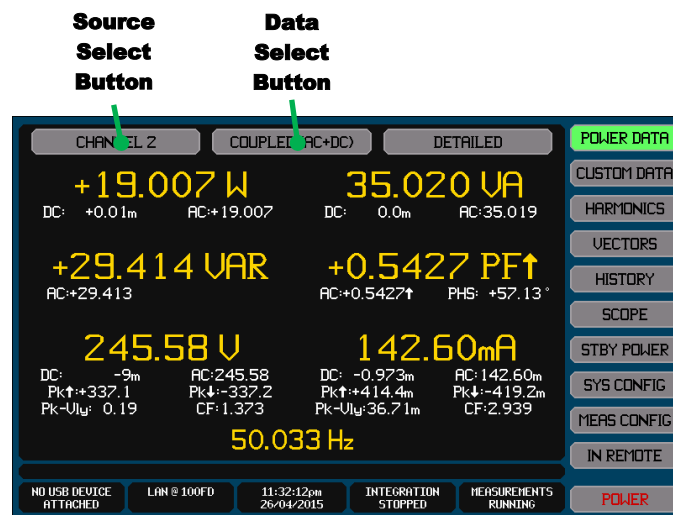 Source
Select
Button
Data
Select
Button
CHANNEL 2
COUPLED(AC+DC)
DETAILED
+19.007 W
35.020 VA
DC: +0.01m AC:+19.007
DC: 0.0m AC:35.019
+29.414 VAR
+0.5427 PF↑
AC:+29.413
AC:+0.5427↑ PHS: +57.13°
245.58 V
142.60mA
DC: -9m AC:245.58
DC: -0.973m AC:142.60m
Pk↑:+337.1 Pk↓:-337.2
Pk↑:+414.4m Pk↓:-419.2m
Pk-Vly: 0.19 CF:1.373
Pk-Vly:36.71m CF:2.939
50.033 Hz
NO USB DEVICE
ATTACHED
LAN @ 100FD
11:32:12pm
26/04/2015
INTEGRATION
STOPPED
MEASUREMENTS
RUNNING
POWER DATA
CUSTOM DATA
HARMONICS
VECTORS
HISTORY
SCOPE
STBY POWER
SYS CONFIG
MEAS CONFIG
IN REMOTE
POWER